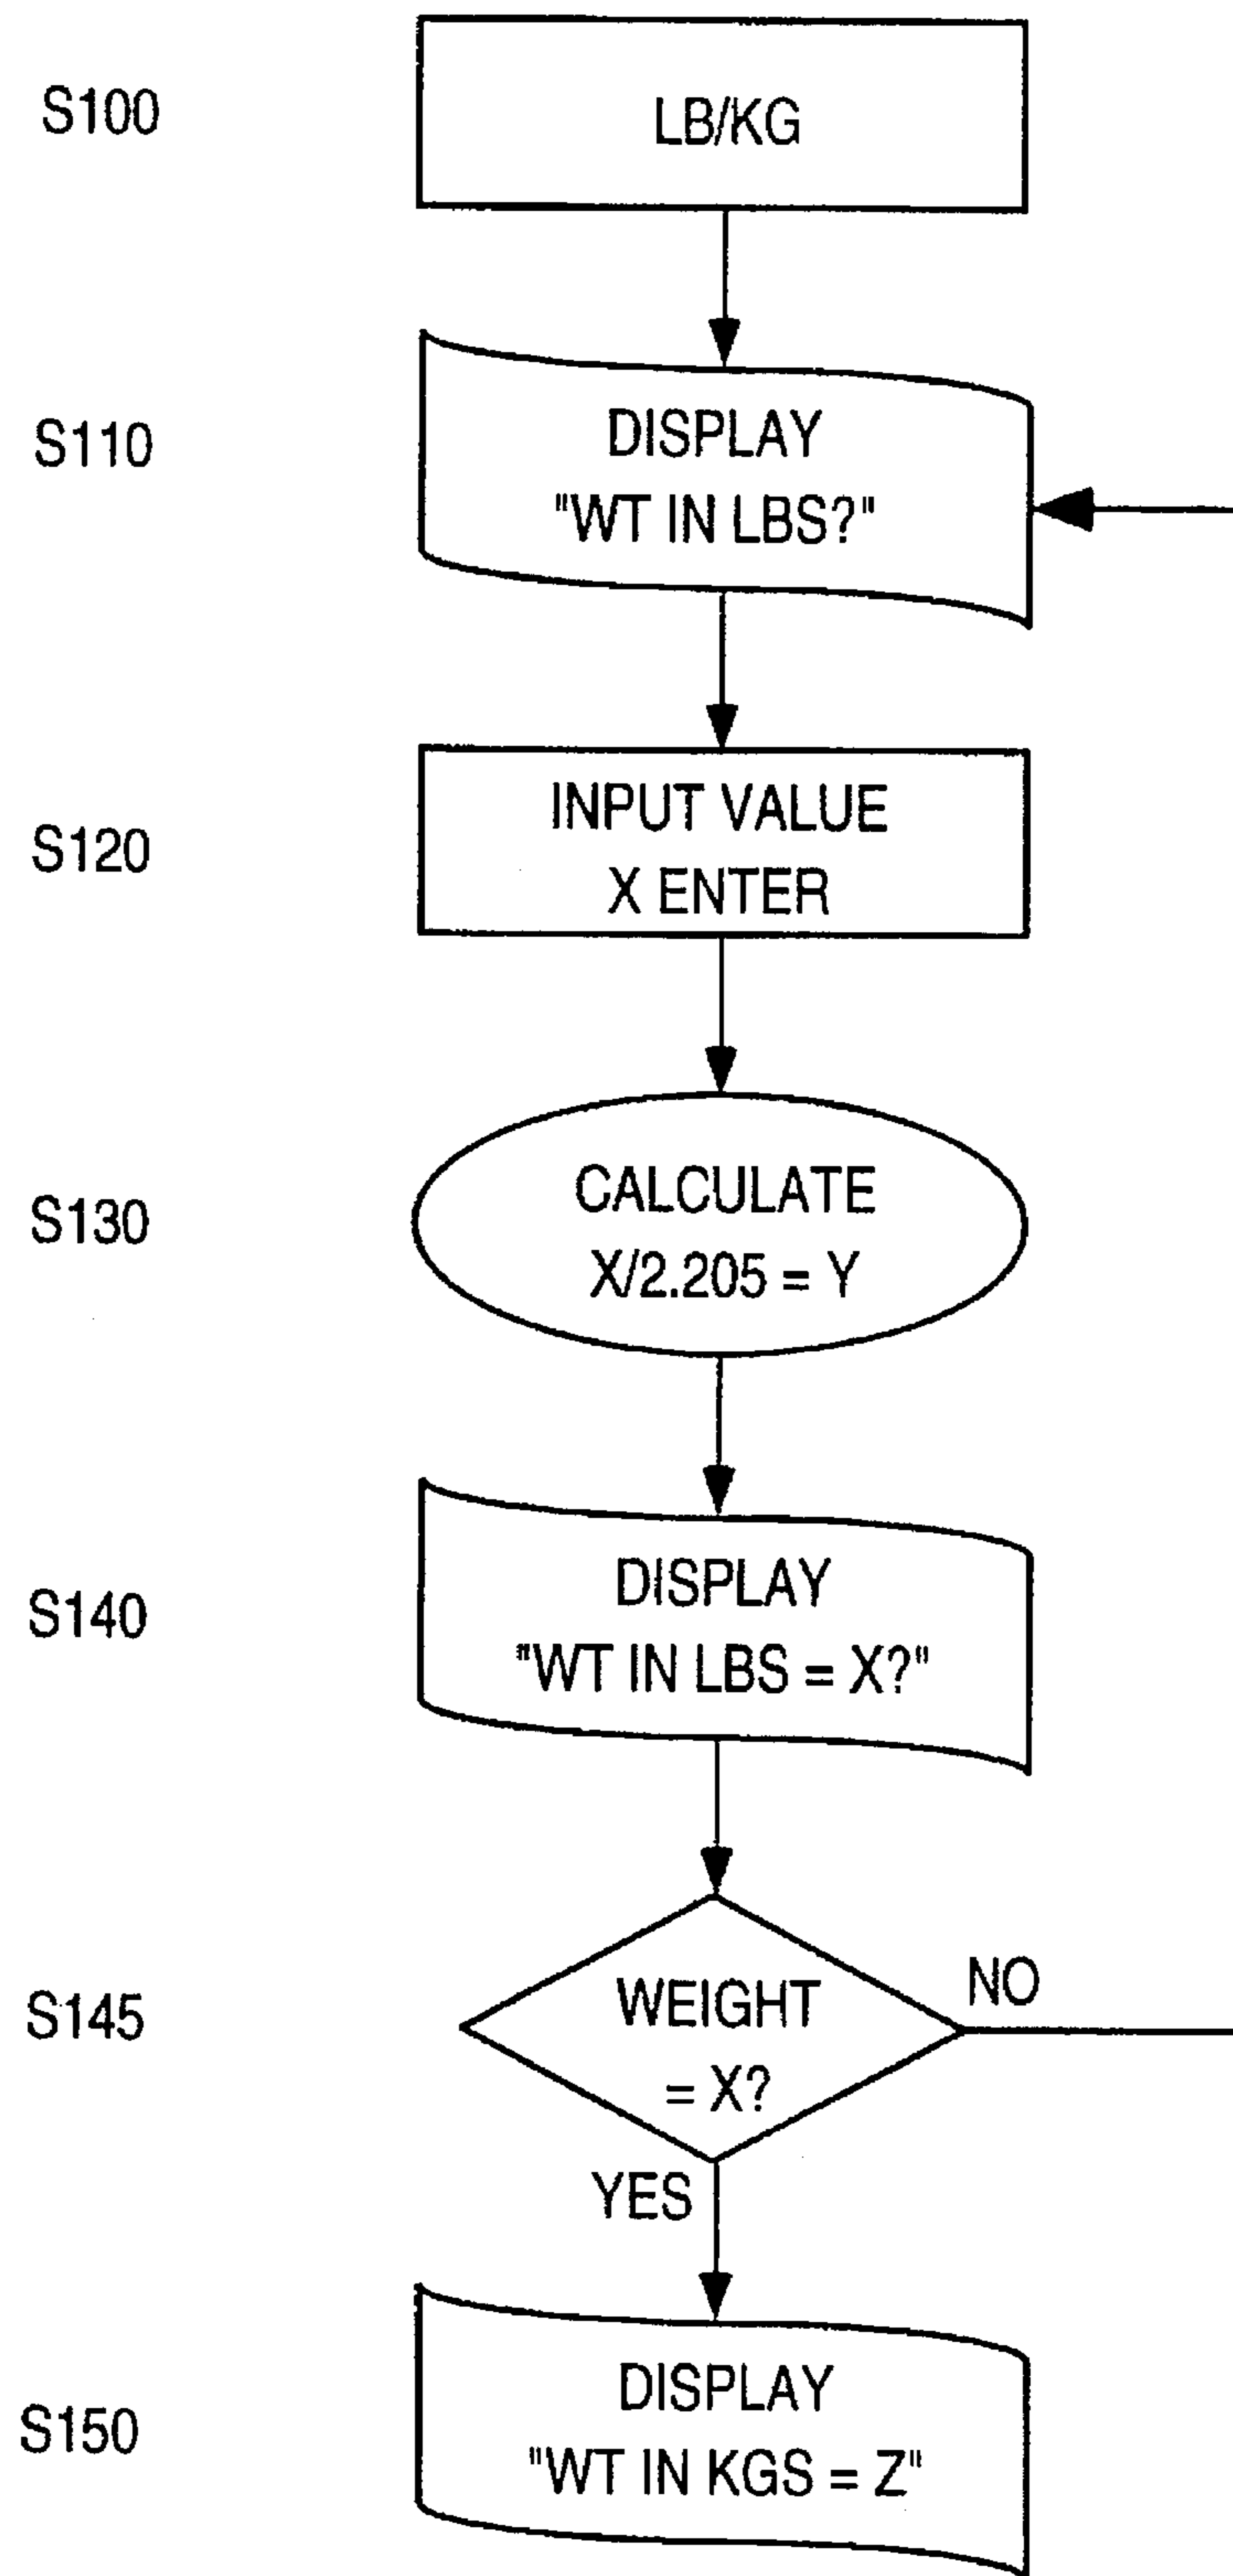 S100
LB/KG
S110
DISPLAY
"WT IN LBS?"
S120
INPUT VALUE
X ENTER
S130
CALCULATE
X/2.205 = Y
S140
DISPLAY
"WT IN LBS = X?"
S145
WEIGHT
= X?
NO
YES
S150
DISPLAY
"WT IN KGS = Z"